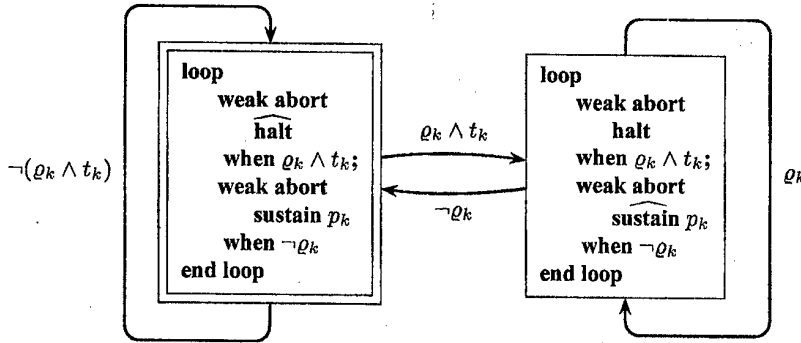 loop
weak abort
halt
when ϱk ∧ tk;
weak abort
sustain pk
when ¬ϱk
end loop
¬(ϱk ∧ tk)
ϱk ∧ tk
¬ϱk
loop
weak abort
halt
when ϱk ∧ tk;
weak abort
sustain pk
when ¬ϱk
end loop
ϱk